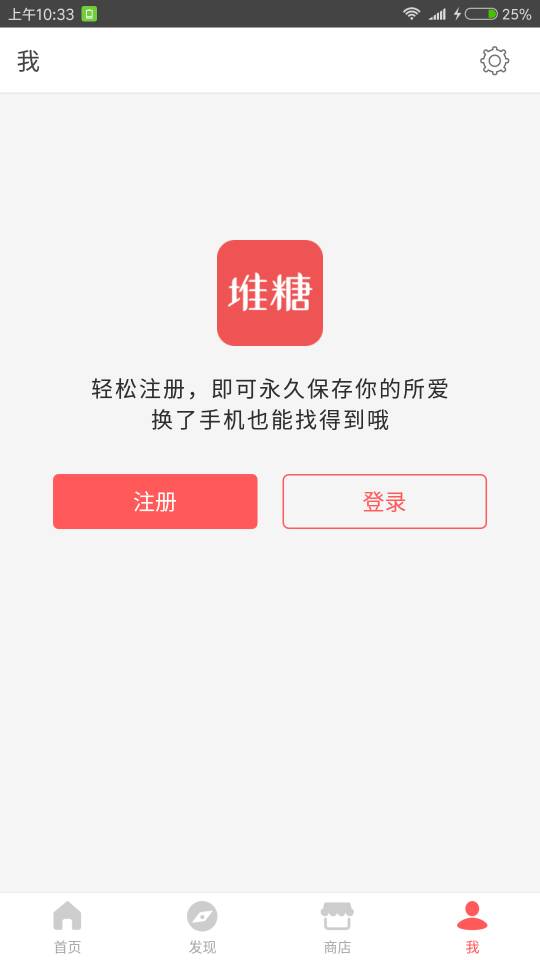 上午10:33
25%
我
堆糖
轻松注册，即可永久保存你的所爱
换了手机也能找得到哦
注册
登录
首页
发现
商店
我